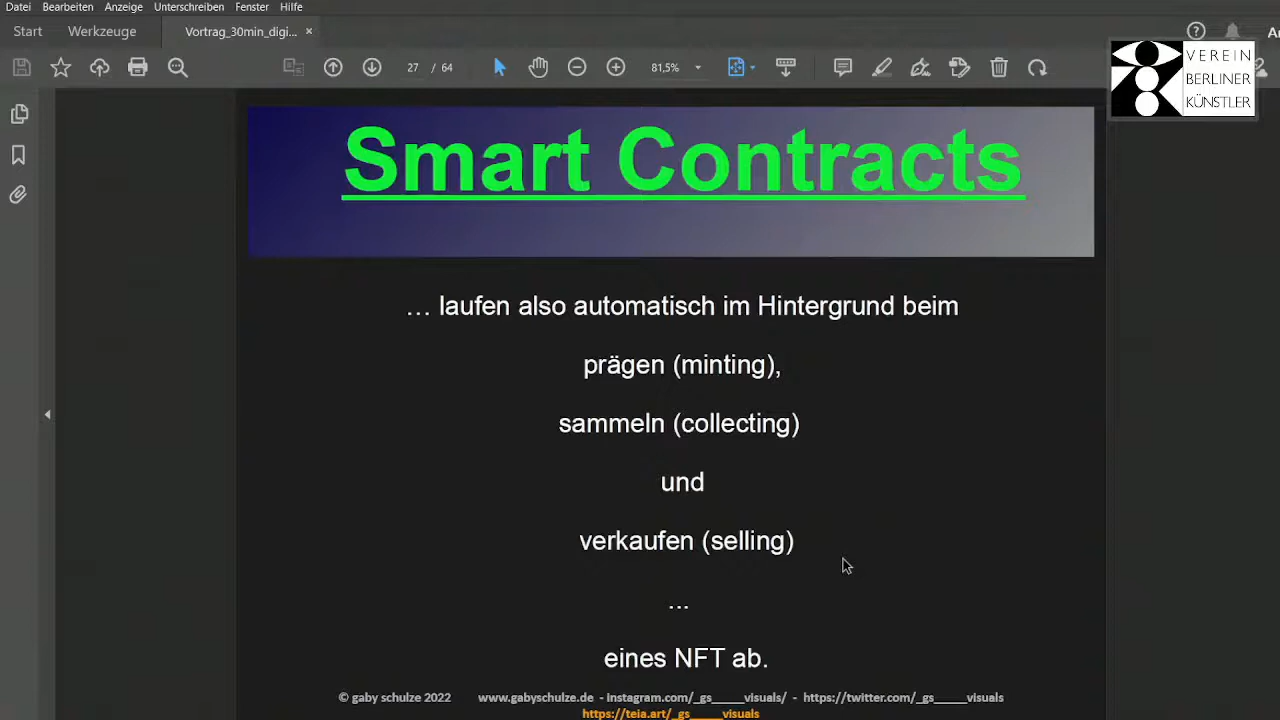 Datei Bearbeiten Anzeige Unterschreiben Fenster Hilfe
Start Werkzeuge Vortrag_30min_digi... ×
27 / 64 81,5%
VEREIN
BERLINER
KÜNSTLER
Smart Contracts
… laufen also automatisch im Hintergrund beim
prägen (minting),
sammeln (collecting)
und
verkaufen (selling)
...
eines NFT ab.
© gaby schulze 2022 www.gabyschulze.de - instagram.com/_gs_____visuals/ - https://twitter.com/_gs_____visuals
https://teia.art/_gs_____visuals